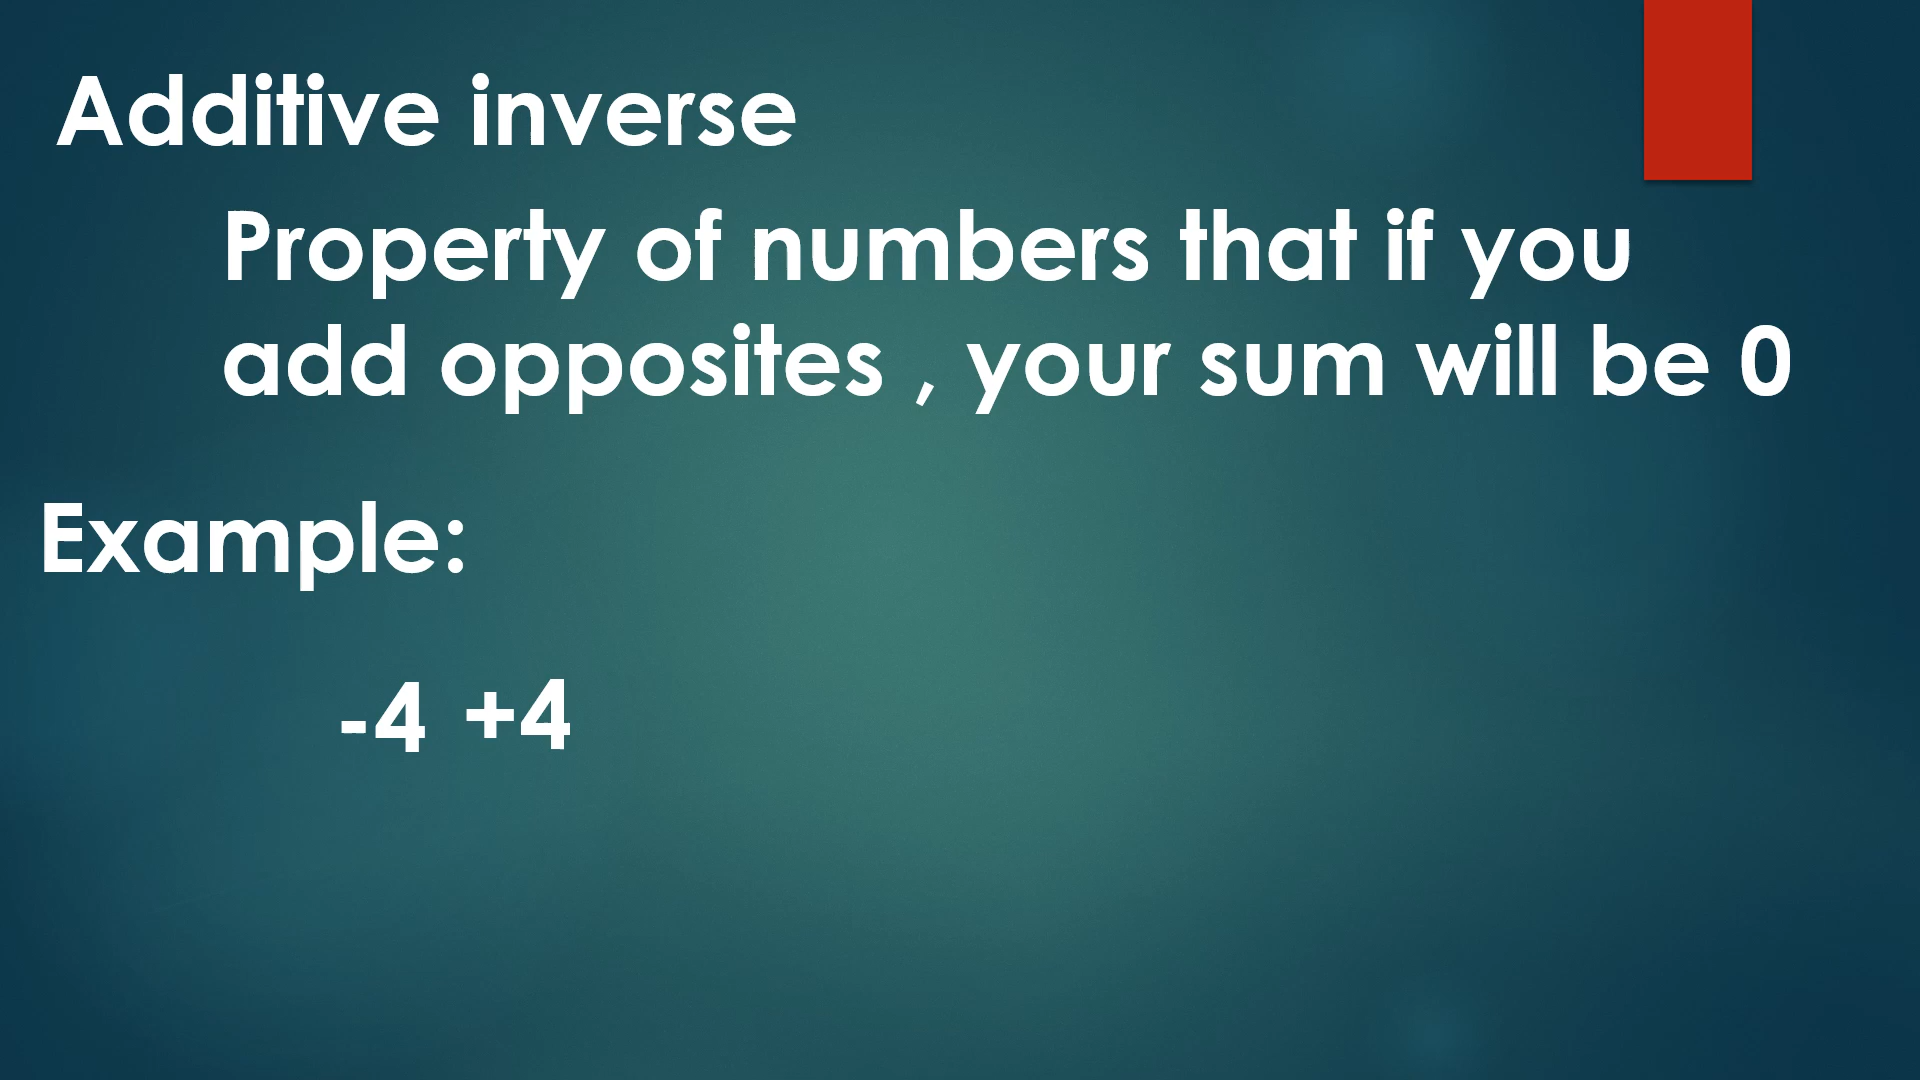 Additive inverse
Property of numbers that if you
add opposites , your sum will be 0
Example:
-4 +4